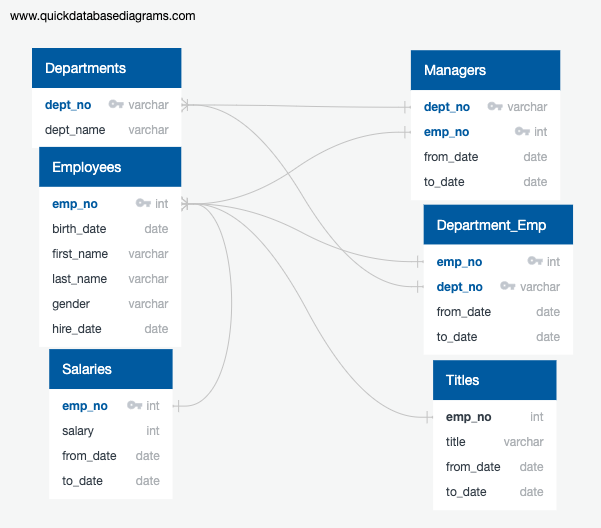 www.quickdatabasediagrams.com
Departments
dept_no varchar
dept_name varchar
Employees
emp_no int
birth_date date
first_name varchar
last_name varchar
gender varchar
hire_date date
Salaries
emp_no int
salary int
from_date date
to_date date
Managers
dept_no varchar
emp_no int
from_date date
to_date date
Department_Emp
emp_no int
dept_no varchar
from_date date
to_date date
Titles
emp_no int
title varchar
from_date date
to_date date